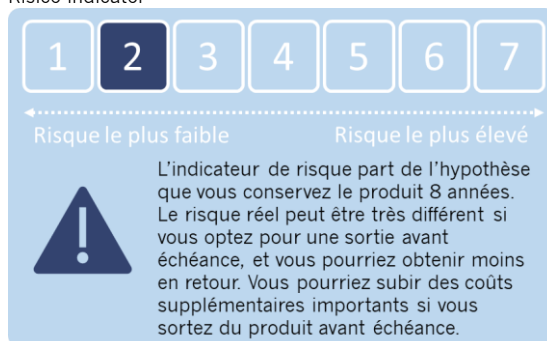 Risico-indicator
1 2 3 4 5 6 7
Risque le plus faible Risque le plus élevé
L'indicateur de risque part de l'hypothèse
que vous conservez le produit 8 années.
Le risque réel peut être très différent si
vous optez pour une sortie avant
échéance, et vous pourriez obtenir moins
en retour. Vous pourriez subir des coûts
supplémentaires importants si vous
sortez du produit avant échéance.